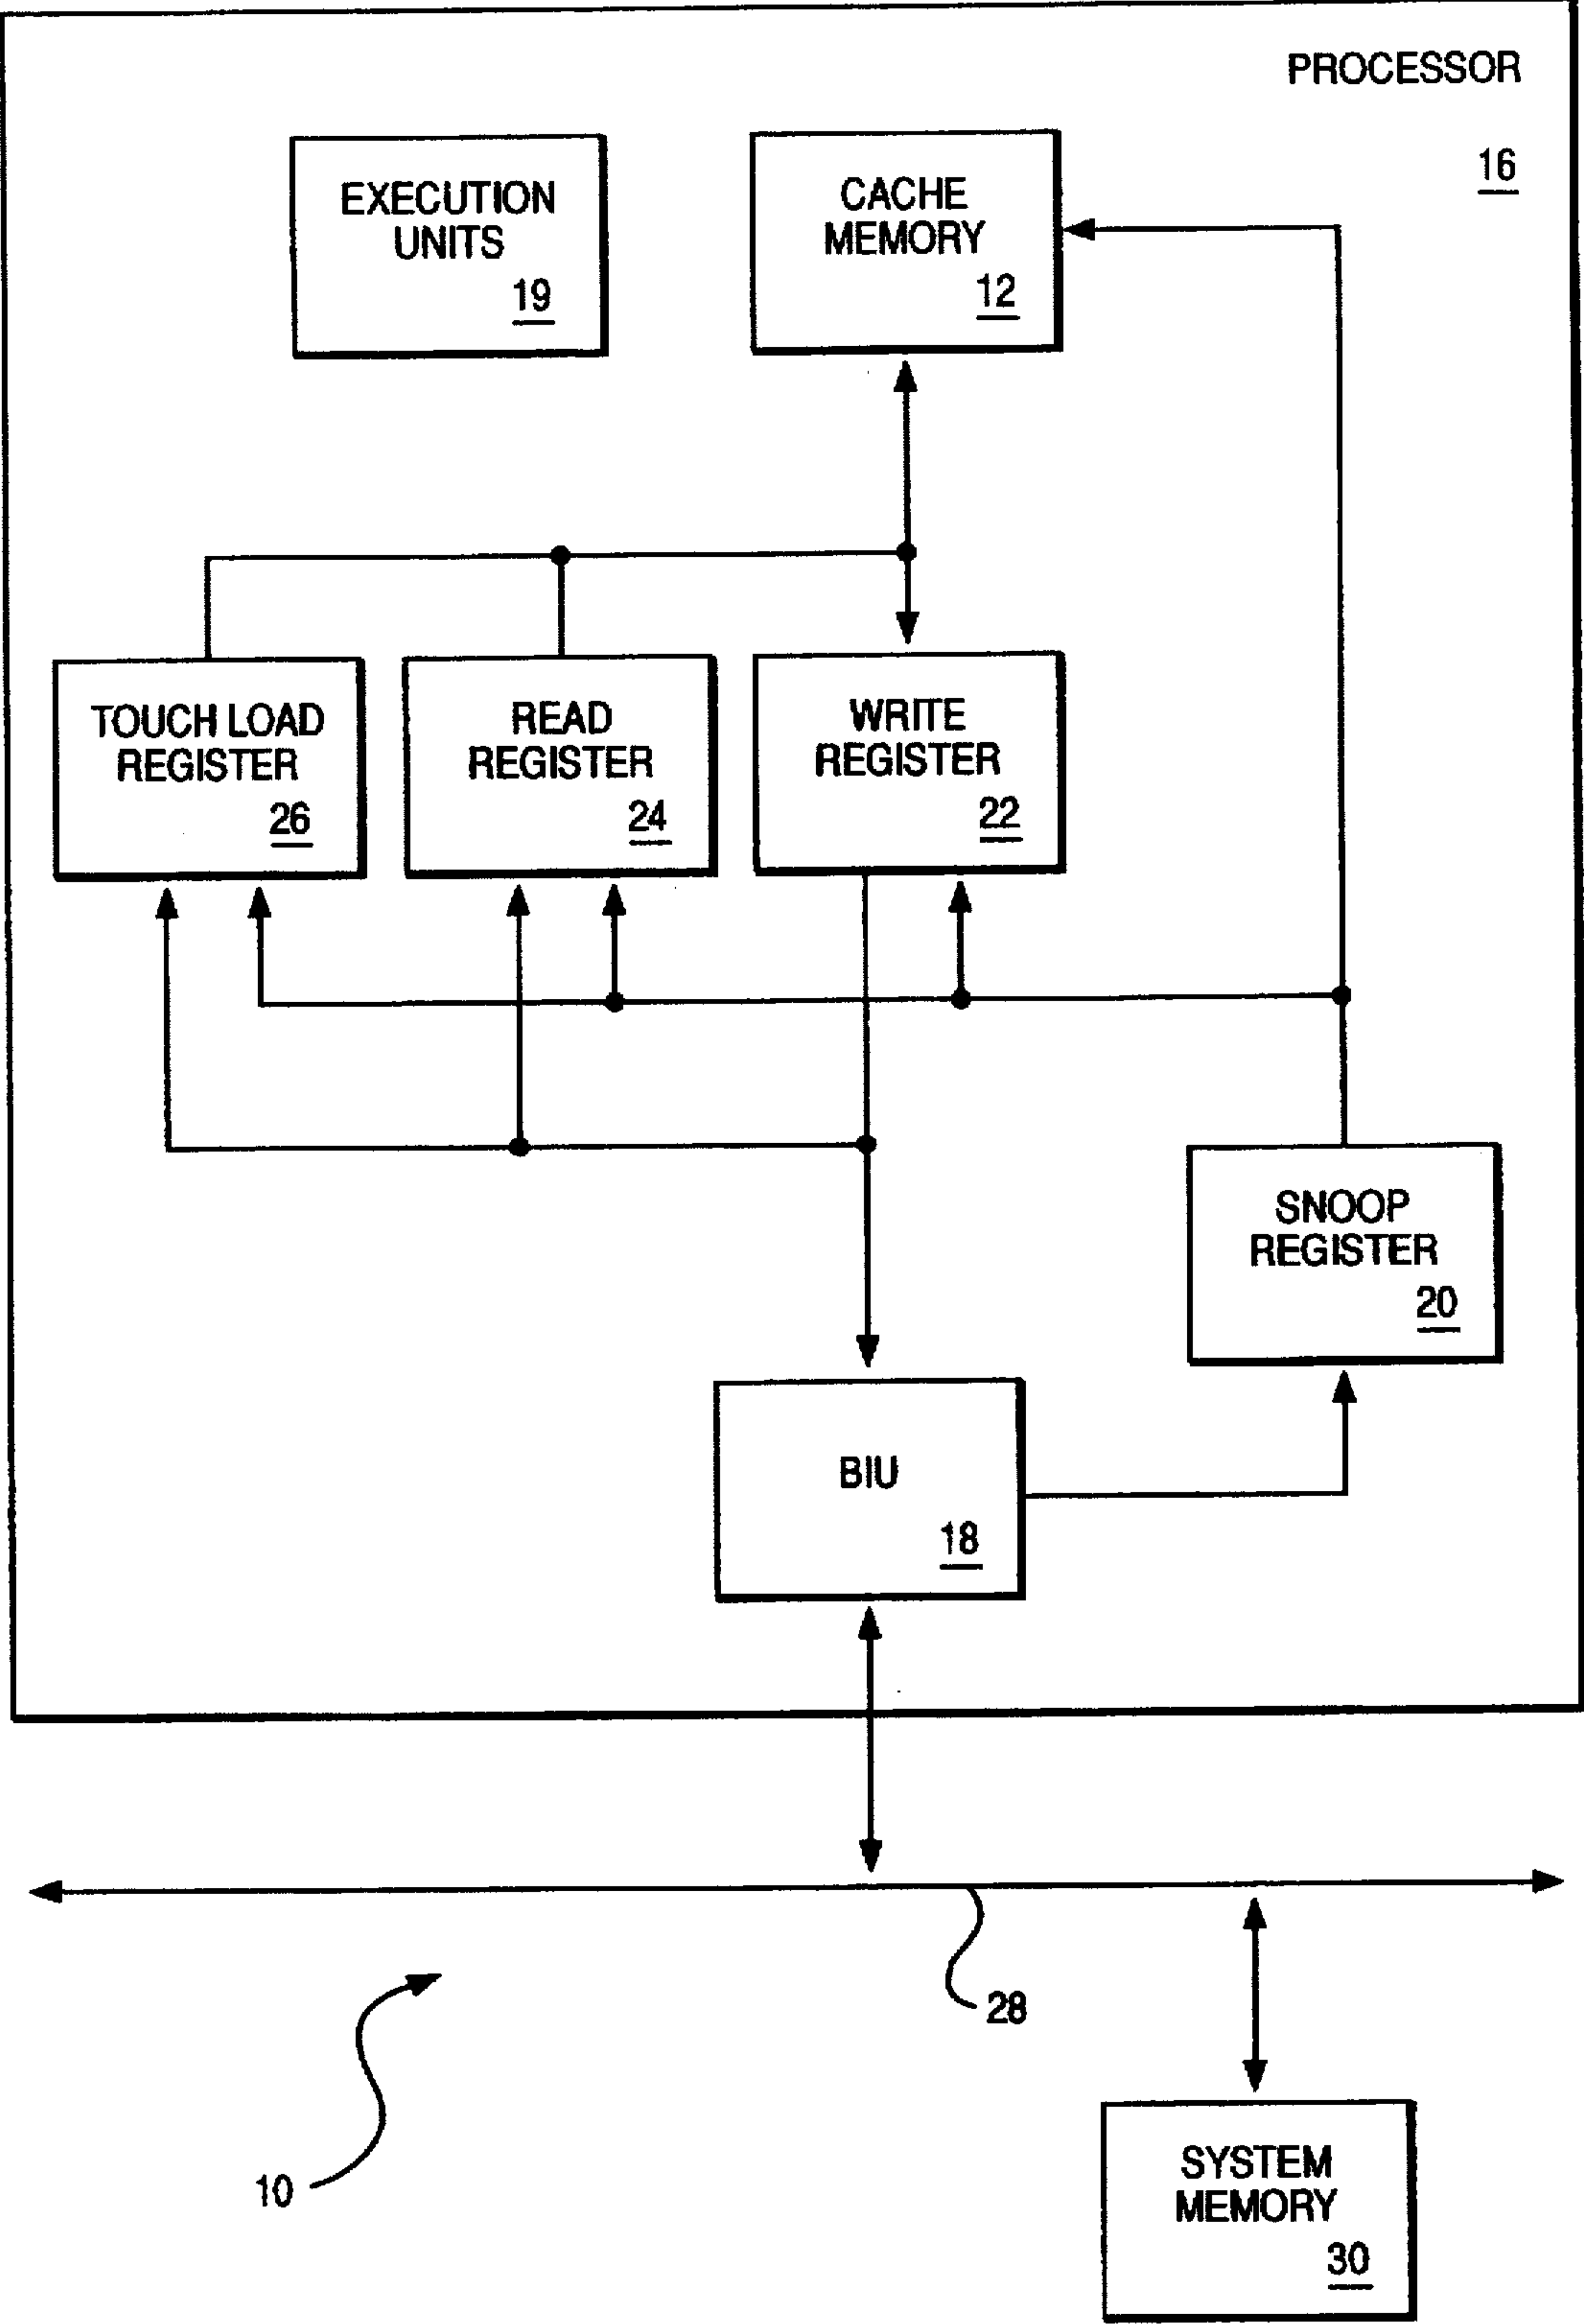 PROCESSOR
16
EXECUTION
UNITS
19
CACHE
MEMORY
12
TOUCH LOAD
REGISTER
26
READ
REGISTER
24
WRITE
REGISTER
22
SNOOP
REGISTER
20
BIU
18
28
10
SYSTEM
MEMORY
30